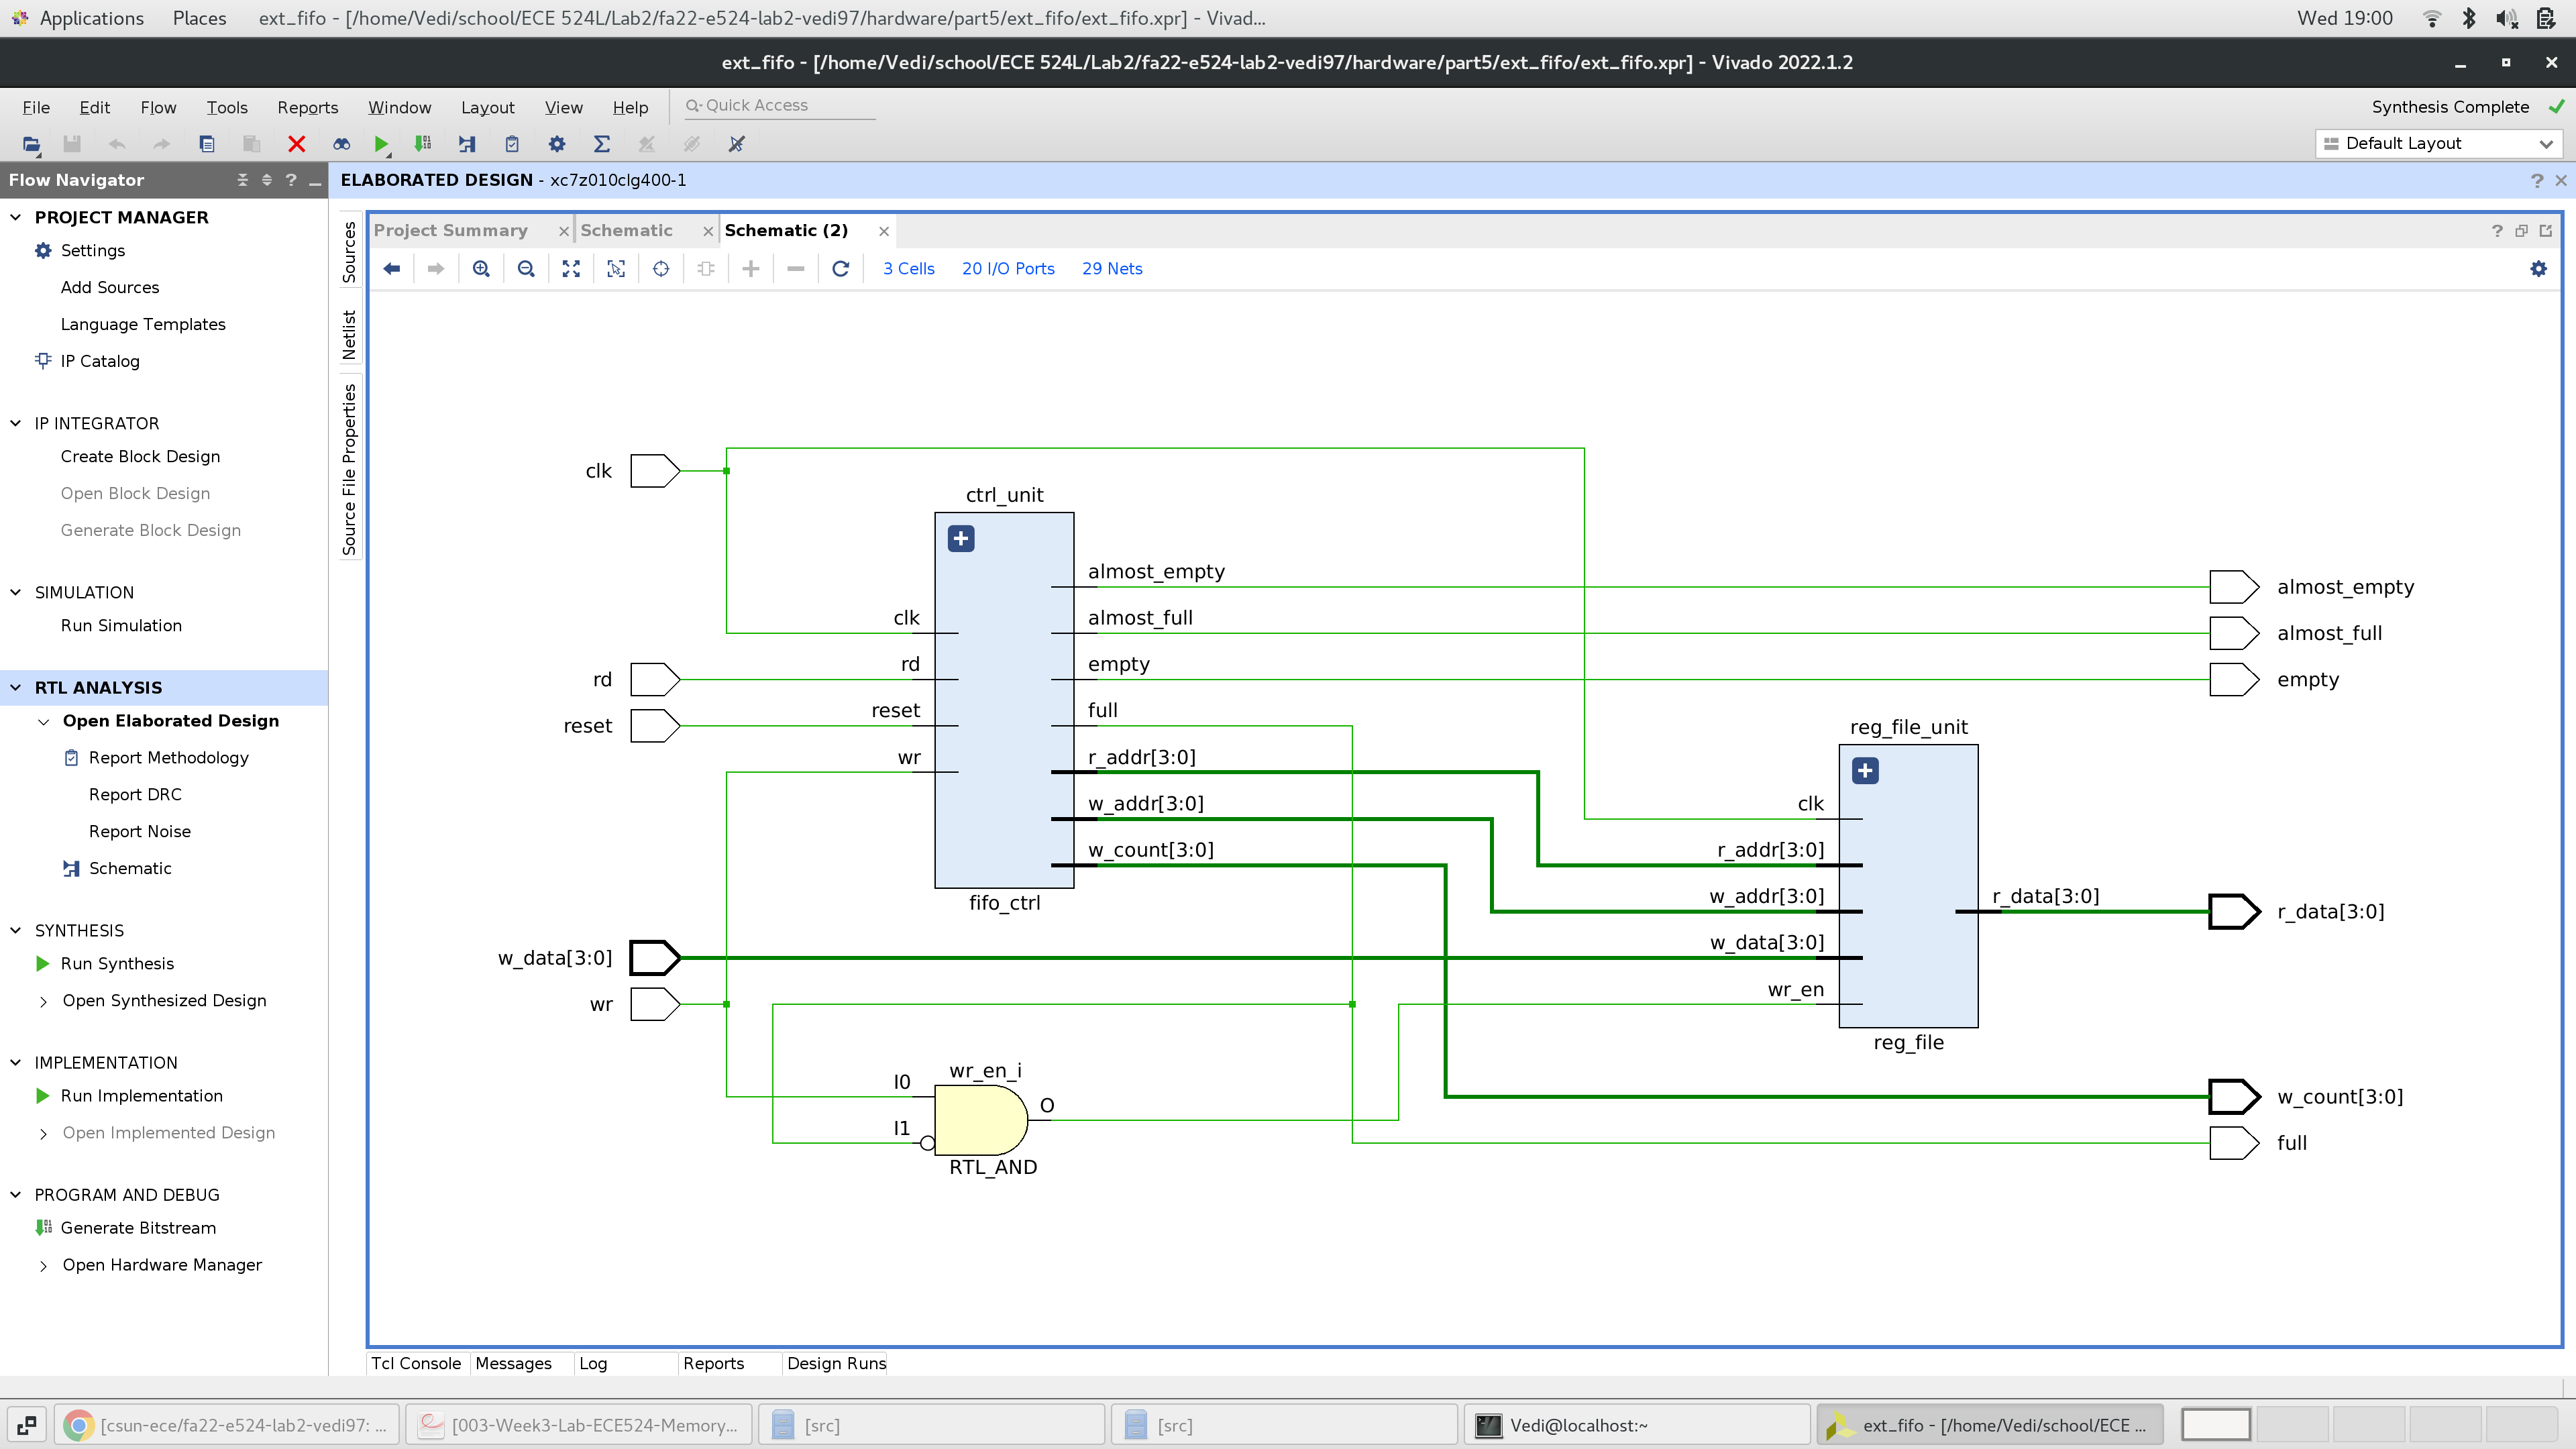 Applications Places ext_fifo - [/home/Vedi/school/ECE 524L/Lab2/fa22-e524-lab2-vedi97/hardware/part5/ext_fifo/ext_fifo.xpr] - Vivad... Wed 19:00
ext_fifo - [/home/Vedi/school/ECE 524L/Lab2/fa22-e524-lab2-vedi97/hardware/part5/ext_fifo/ext_fifo.xpr] - Vivado 2022.1.2
File Edit Flow Tools Reports Window Layout View Help Quick Access Synthesis Complete
Default Layout
Flow Navigator
ELABORATED DESIGN - xc7z010clg400-1
PROJECT MANAGER
Settings
Add Sources
Language Templates
IP Catalog
IP INTEGRATOR
Create Block Design
Open Block Design
Generate Block Design
SIMULATION
Run Simulation
RTL ANALYSIS
Open Elaborated Design
Report Methodology
Report DRC
Report Noise
Schematic
SYNTHESIS
Run Synthesis
Open Synthesized Design
IMPLEMENTATION
Run Implementation
Open Implemented Design
PROGRAM AND DEBUG
Generate Bitstream
Open Hardware Manager
Sources
Netlist
Source File Properties
Project Summary Schematic Schematic (2)
3 Cells 20 I/O Ports 29 Nets
clk
rd
reset
w_data[3:0]
wr
ctrl_unit
clk
rd
reset
wr
almost_empty
almost_full
empty
full
r_addr[3:0]
w_addr[3:0]
w_count[3:0]
fifo_ctrl
wr_en_i
I0
I1
O
RTL_AND
reg_file_unit
clk
r_addr[3:0]
w_addr[3:0]
w_data[3:0]
wr_en
r_data[3:0]
reg_file
almost_empty
almost_full
empty
r_data[3:0]
w_count[3:0]
full
Tcl Console Messages Log Reports Design Runs
[csun-ece/fa22-e524-lab2-vedi97: ... [003-Week3-Lab-ECE524-Memory... [src] [src] Vedi@localhost:~ ext_fifo - [/home/Vedi/school/ECE ...